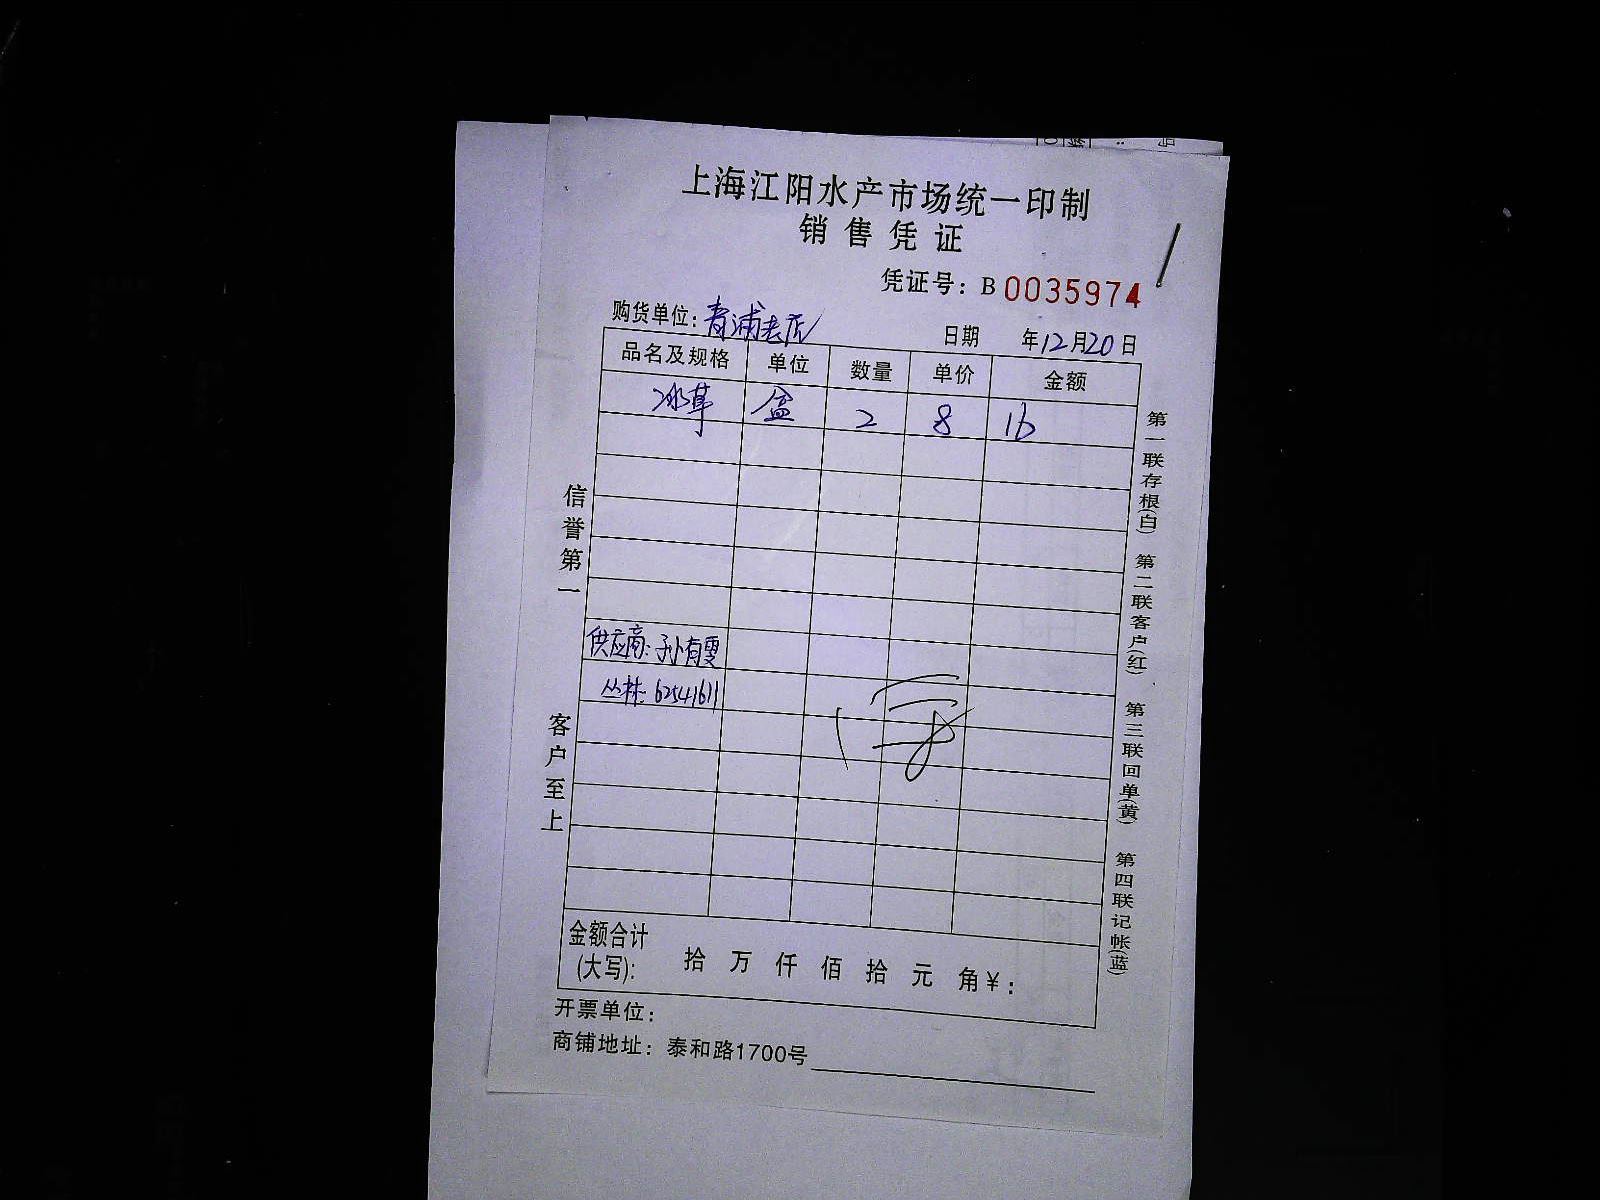 上海江阳水产市场统一印制
销售凭证
凭证号：B 0035974
购货单位：青浦老店
日期 年12月20日
品名及规格 单位 数量 单价 金额
冰草 盒 2 8 16
供应商：孙有雯
丛林：62541611
金额合计
(大写)： 拾 万 仟 佰 拾 元 角￥：
开票单位：
商铺地址：泰和路1700号
信誉第一
客户至上
第一联存根(白)
第二联客户(红)
第三联回单(黄)
第四联记帐(蓝)